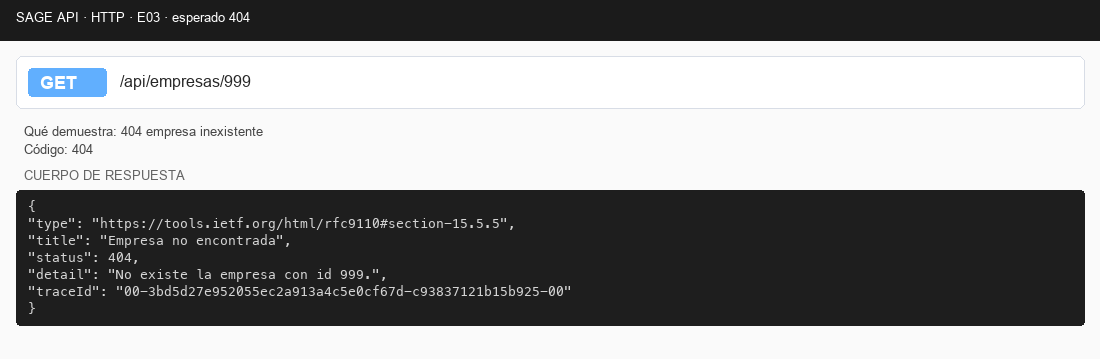 SAGE API · HTTP · E03 · esperado 404
GET /api/empresas/999
Qué demuestra: 404 empresa inexistente
Código: 404
CUERPO DE RESPUESTA
{
"type": "https://tools.ietf.org/html/rfc9110#section-15.5.5",
"title": "Empresa no encontrada",
"status": 404,
"detail": "No existe la empresa con id 999.",
"traceId": "00-3bd5d27e952055ec2a913a4c5e0cf67d-c93837121b15b925-00"
}